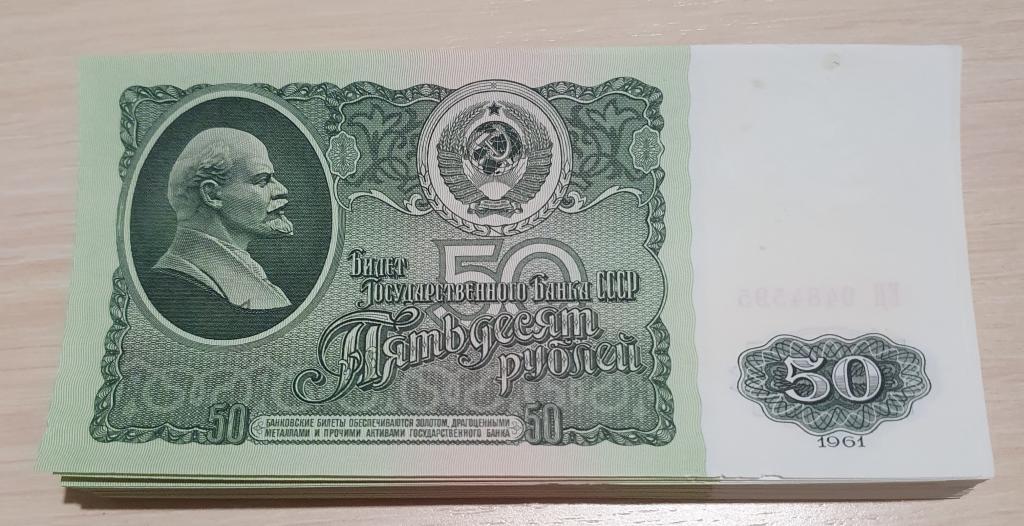 Билет
Государственного Банка СССР
50
Пятьдесят
рублей
50
БАНКОВСКИЕ БИЛЕТЫ ОБЕСПЕЧИВАЮТСЯ ЗОЛОТОМ, ДРАГОЦЕННЫМИ
МЕТАЛЛАМИ И ПРОЧИМИ АКТИВАМИ ГОСУДАРСТВЕННОГО БАНКА
50
50
1961